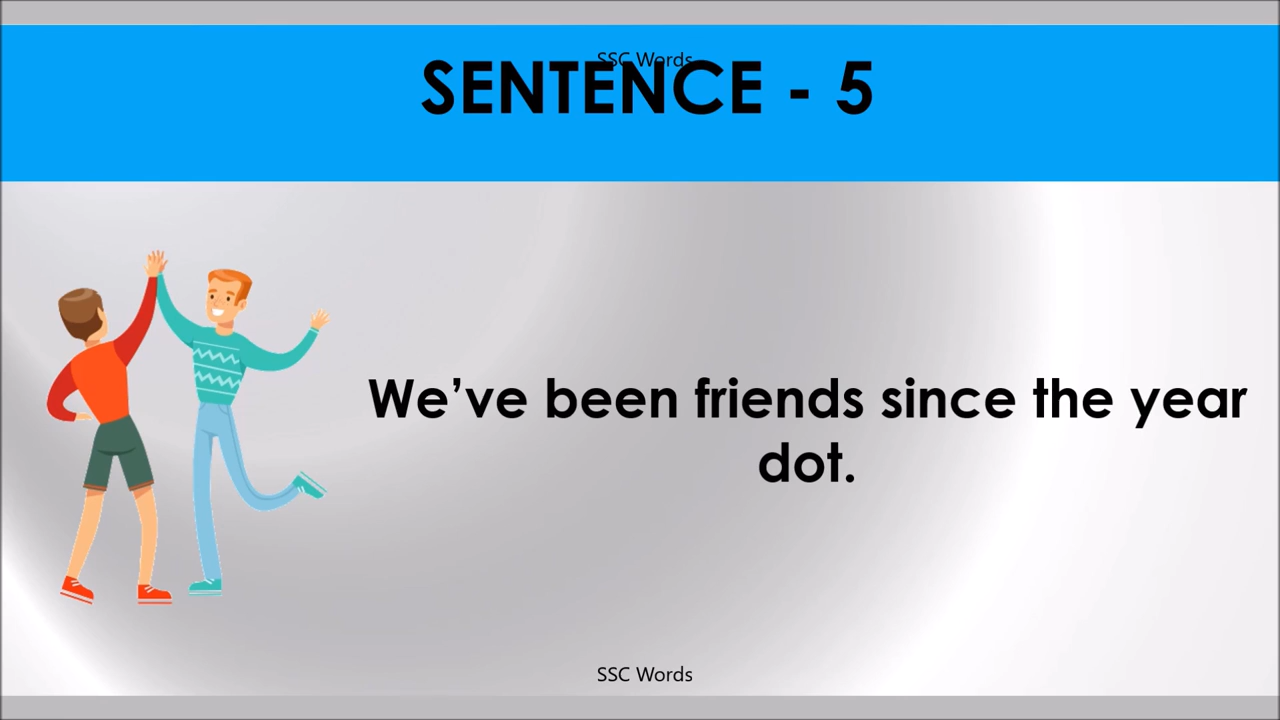 SSC Words
SENTENCE - 5
We’ve been friends since the year
dot.
SSC Words